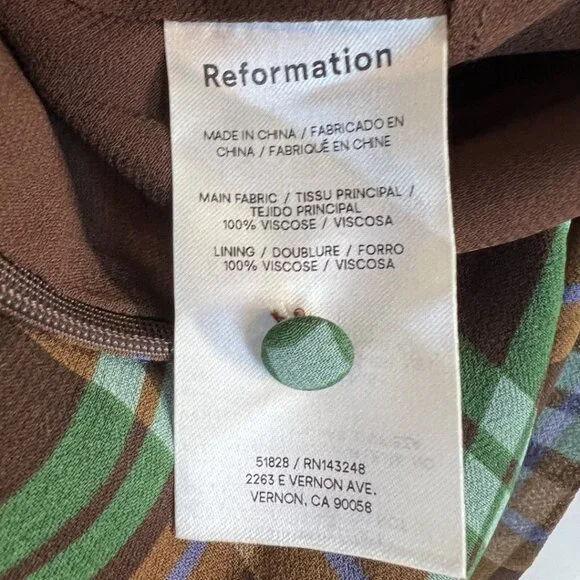 Reformation
MADE IN CHINA / FABRICADO EN
CHINA / FABRIQUÉ EN CHINE
MAIN FABRIC / TISSU PRINCIPAL /
TEJIDO PRINCIPAL
100% VISCOSE / VISCOSA
LINING / DOUBLURE / FORRO
100% VISCOSE / VISCOSA
51828 / RN143248
2263 E VERNON AVE,
VERNON, CA 90058